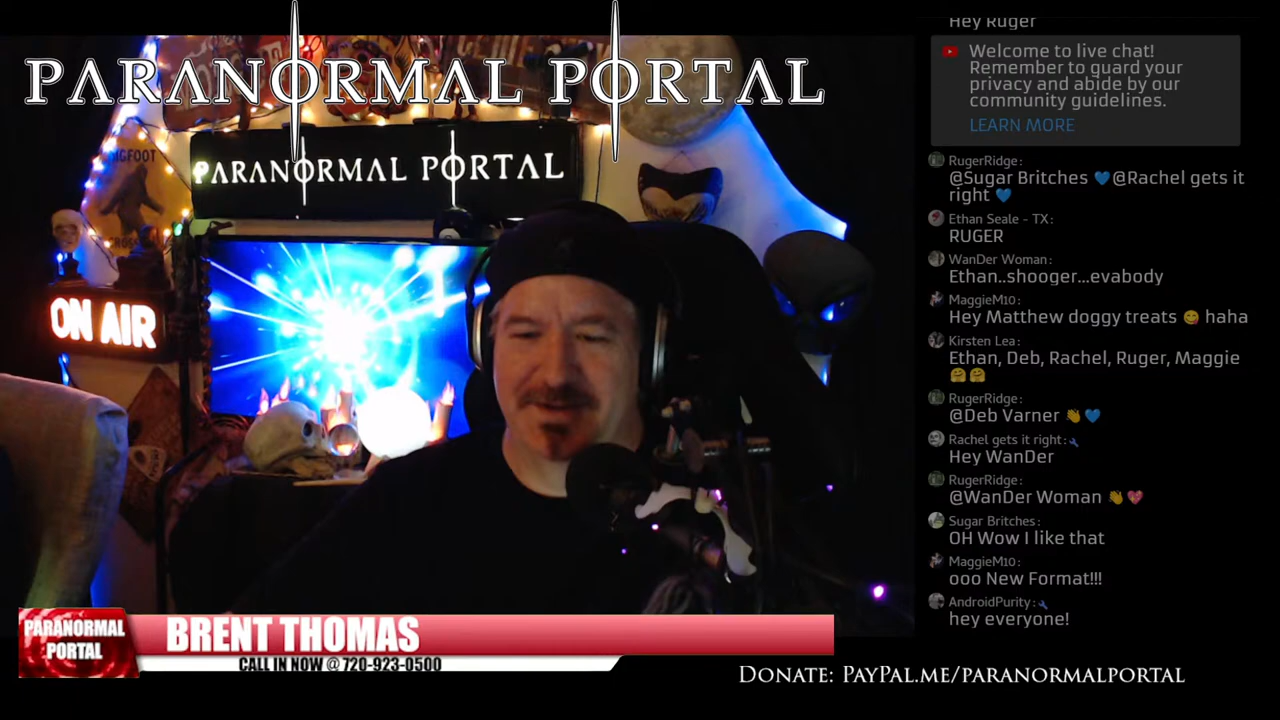 PARANORMAL PORTAL
PARANORMAL PORTAL
BIGFOOT
CROSSING
ON AIR
PARANORMAL
PORTAL
BRENT THOMAS
CALL IN NOW @ 720-923-0500
DONATE: PAYPAL.ME/PARANORMALPORTAL
Hey Ruger
Welcome to live chat!
Remember to guard your
privacy and abide by our
community guidelines.
LEARN MORE
RugerRidge:
@Sugar Britches 💙@Rachel gets it
right 💙
Ethan Seale - TX:
RUGER
WanDer Woman:
Ethan..shooger...evabody
MaggieM10:
Hey Matthew doggy treats 😋 haha
Kirsten Lea:
Ethan, Deb, Rachel, Ruger, Maggie
🤗🤗
RugerRidge:
@Deb Varner 👋💙
Rachel gets it right:
Hey WanDer
RugerRidge:
@WanDer Woman 👋💖
Sugar Britches:
OH Wow I like that
MaggieM10:
ooo New Format!!!
AndroidPurity:
hey everyone!